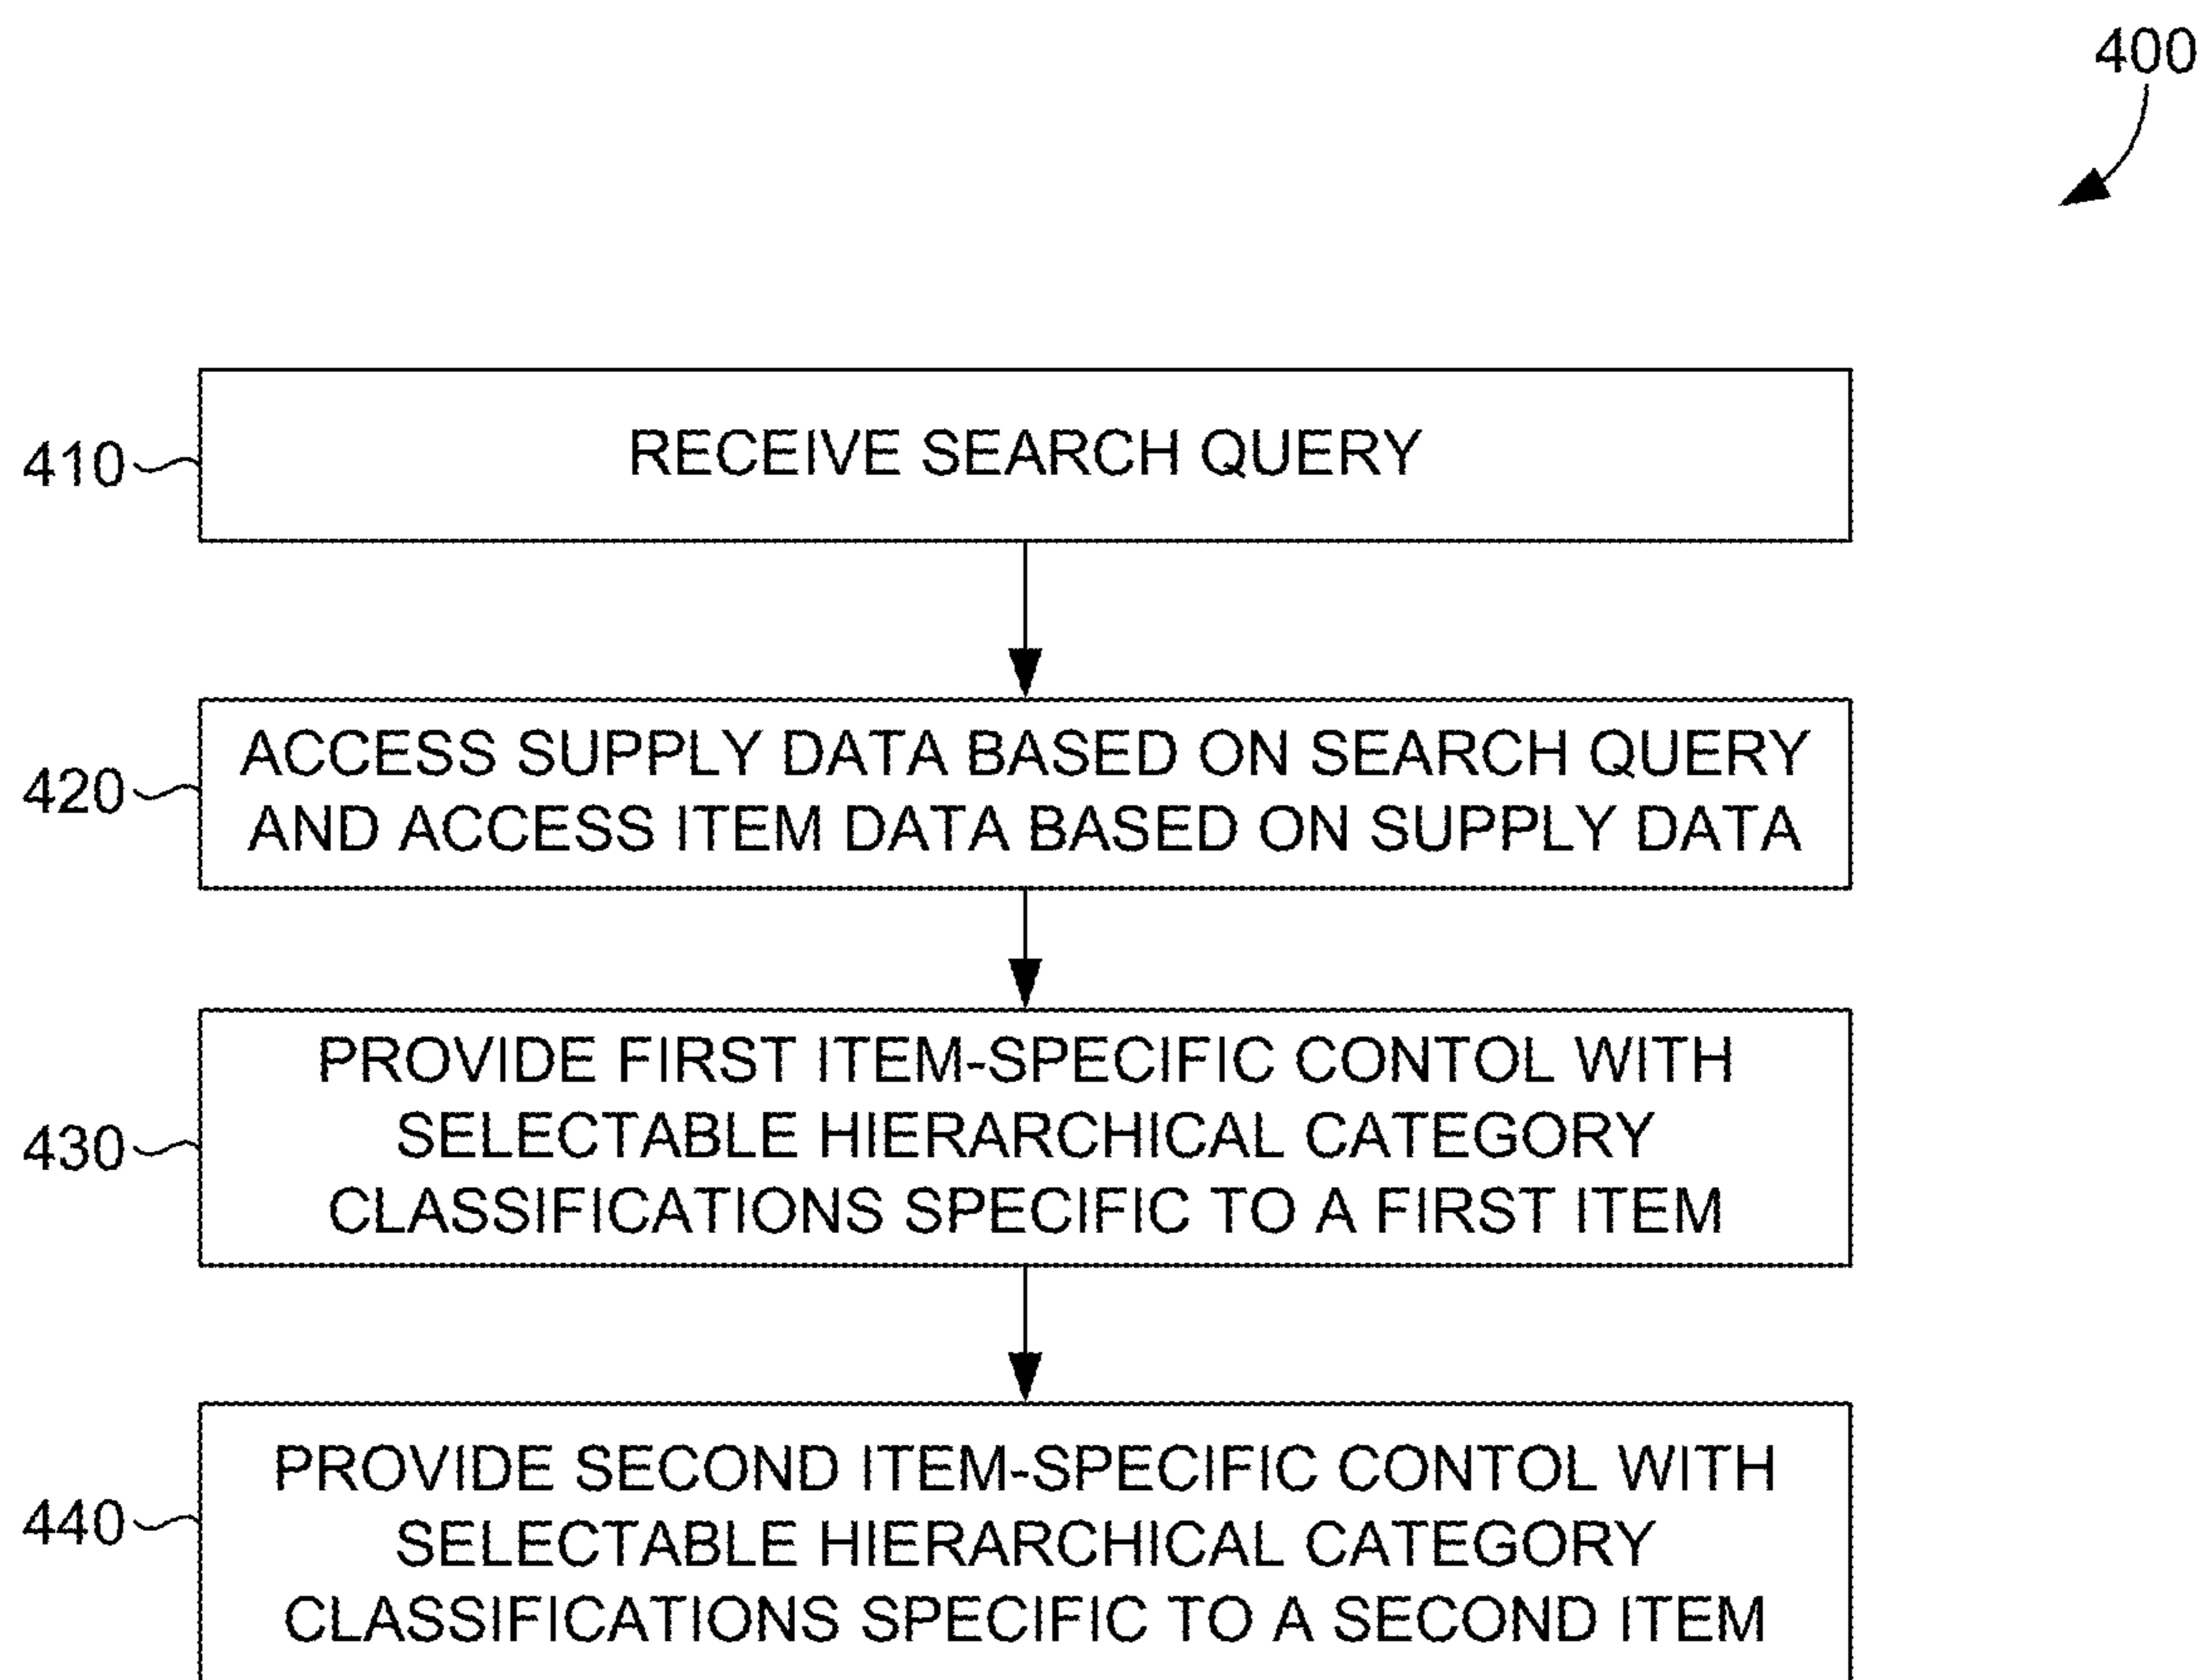 400
410
RECEIVE SEARCH QUERY
420
ACCESS SUPPLY DATA BASED ON SEARCH QUERY
AND ACCESS ITEM DATA BASED ON SUPPLY DATA
430
PROVIDE FIRST ITEM-SPECIFIC CONTOL WITH
SELECTABLE HIERARCHICAL CATEGORY
CLASSIFICATIONS SPECIFIC TO A FIRST ITEM
440
PROVIDE SECOND ITEM-SPECIFIC CONTOL WITH
SELECTABLE HIERARCHICAL CATEGORY
CLASSIFICATIONS SPECIFIC TO A SECOND ITEM